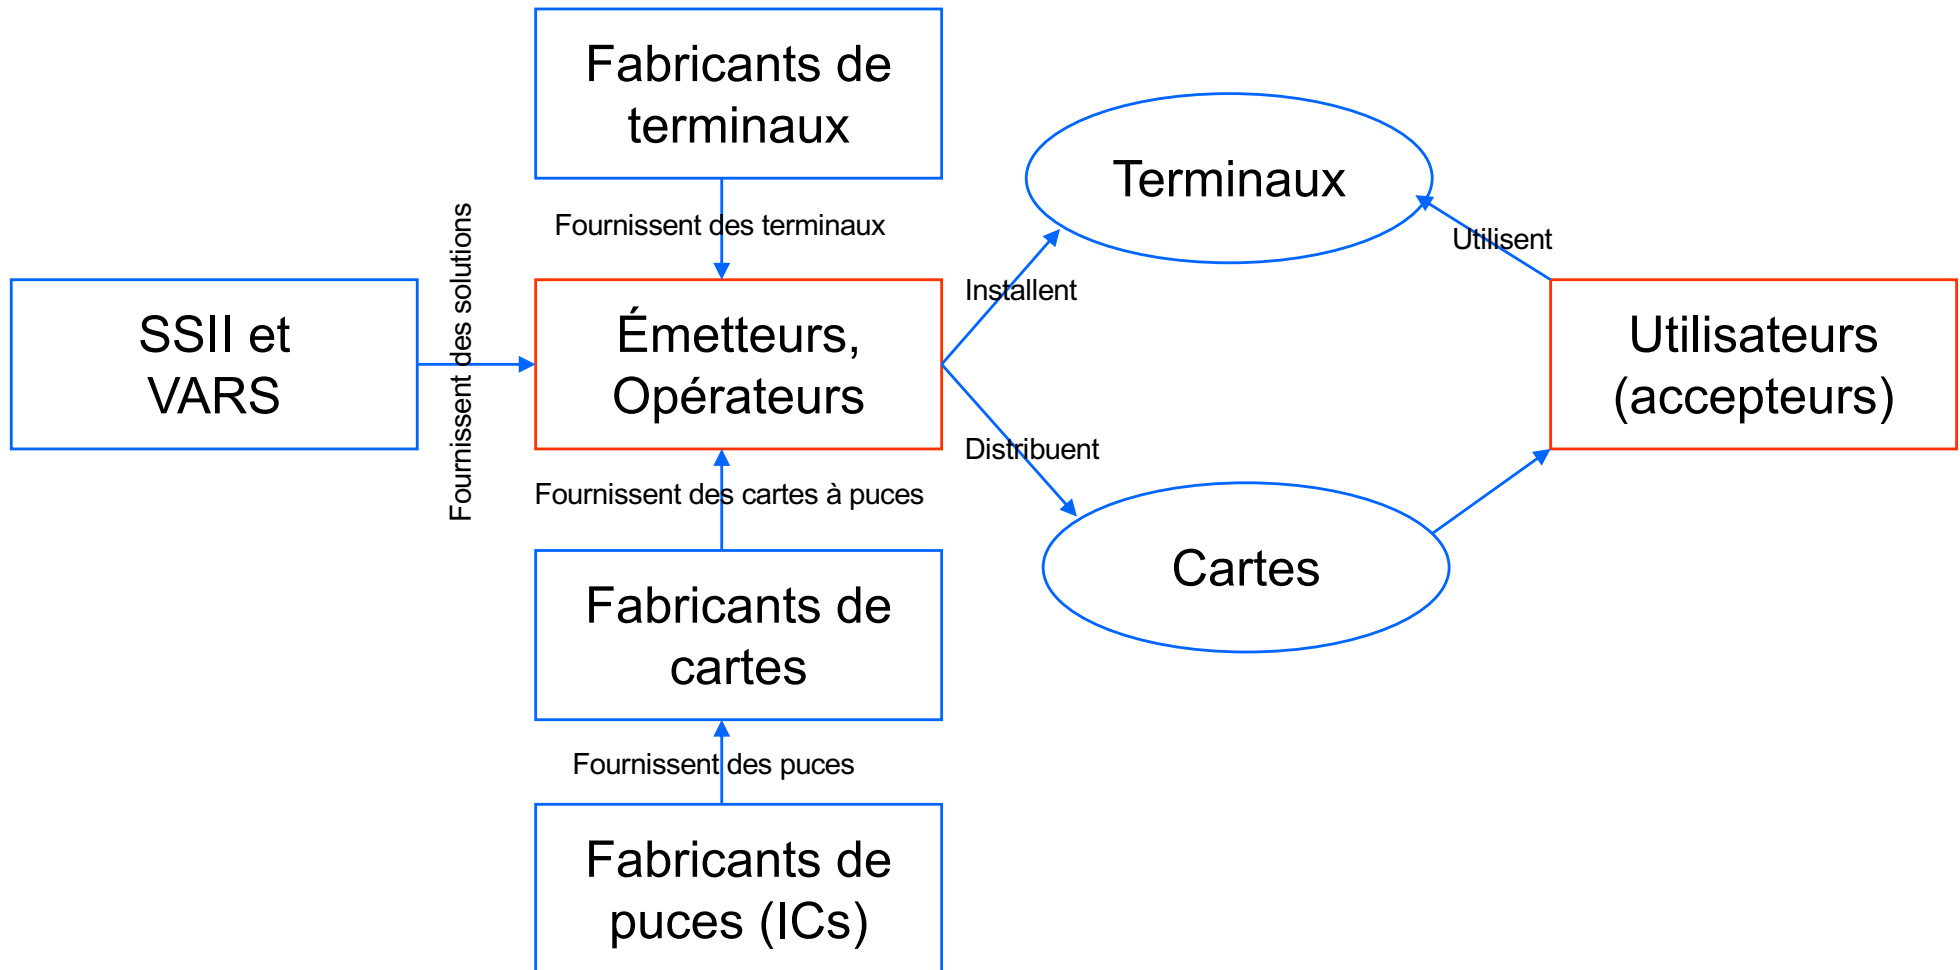 Fabricants de
terminaux
Fournissent des terminaux
Terminaux
Utilisent
Installent
Fournissent des solutions
SSII et
VARS
Émetteurs,
Opérateurs
Utilisateurs
(accepteurs)
Distribuent
Fournissent des cartes à puces
Cartes
Fabricants de
cartes
Fournissent des puces
Fabricants de
puces (ICs)